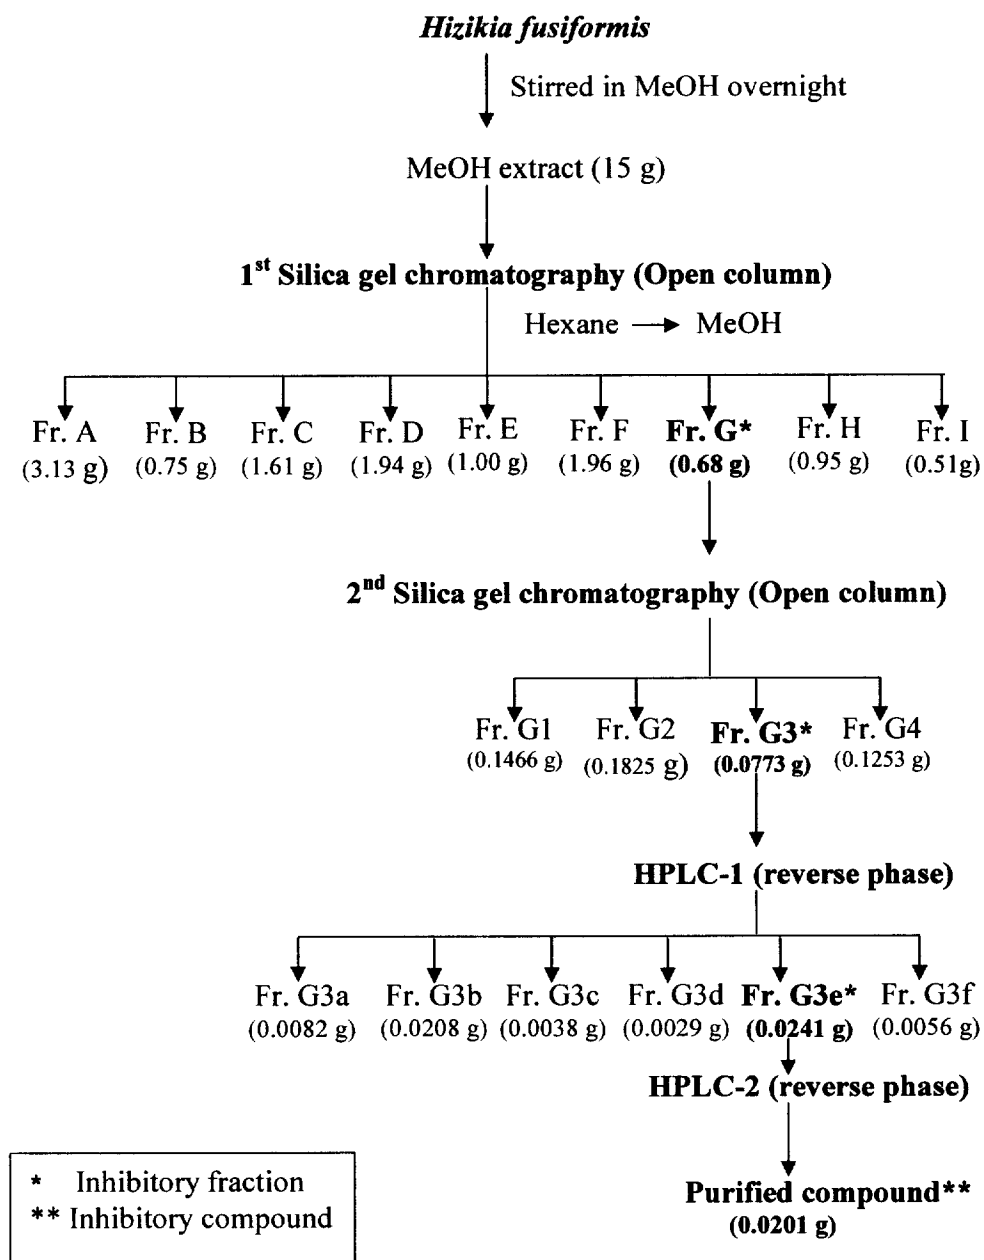 Hizikia fusiformis
Stirred in MeOH overnight
MeOH extract (15 g)
1st Silica gel chromatography (Open column)
Hexane → MeOH
Fr. A Fr. B Fr. C Fr. D Fr. E Fr. F Fr. G* Fr. H Fr. I
(3.13 g) (0.75 g) (1.61 g) (1.94 g) (1.00 g) (1.96 g) (0.68 g) (0.95 g) (0.51g)
2nd Silica gel chromatography (Open column)
Fr. G1 Fr. G2 Fr. G3* Fr. G4
(0.1466 g) (0.1825 g) (0.0773 g) (0.1253 g)
HPLC-1 (reverse phase)
Fr. G3a Fr. G3b Fr. G3c Fr. G3d Fr. G3e* Fr. G3f
(0.0082 g) (0.0208 g) (0.0038 g) (0.0029 g) (0.0241 g) (0.0056 g)
HPLC-2 (reverse phase)
Purified compound**
(0.0201 g)
* Inhibitory fraction
** Inhibitory compound